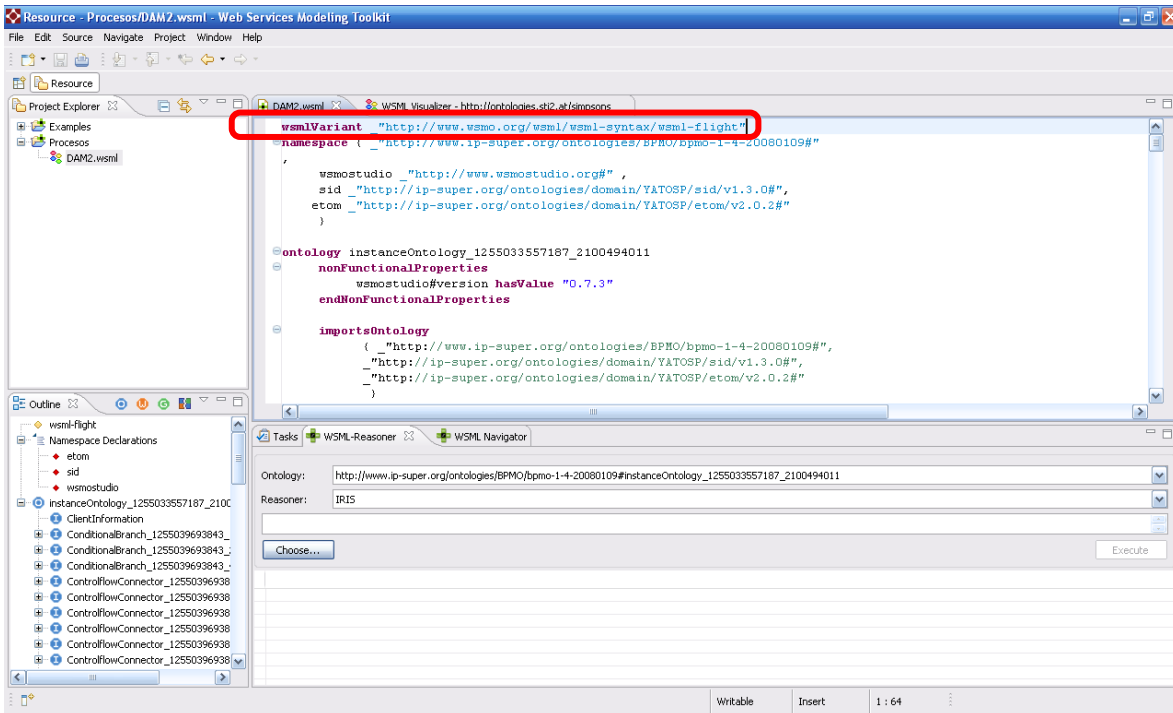 Resource - Procesos/DAM2.wsml - Web Services Modeling Toolkit
File Edit Source Navigate Project Window Help
Resource
Project Explorer
Examples
Procesos
DAM2.wsml
DAM2.wsml WSML Visualizer - http://ontologies.sti2.at/simpsons
wsmlVariant _"http://www.wsmo.org/wsml/wsml-syntax/wsml-flight"
namespace { _"http://www.ip-super.org/ontologies/BPMO/bpmo-1-4-20080109#"
,
wsmostudio _"http://www.wsmostudio.org#" ,
sid _"http://ip-super.org/ontologies/domain/YATOSP/sid/v1.3.0#",
etom _"http://ip-super.org/ontologies/domain/YATOSP/etom/v2.0.2#"
}
ontology instanceOntology_1255033557187_2100494011
nonFunctionalProperties
wsmostudio#version hasValue "0.7.3"
endNonFunctionalProperties
importsOntology
{ _"http://www.ip-super.org/ontologies/BPMO/bpmo-1-4-20080109#",
_"http://ip-super.org/ontologies/domain/YATOSP/sid/v1.3.0#",
_"http://ip-super.org/ontologies/domain/YATOSP/etom/v2.0.2#"
}
Outline
wsml-flight
Namespace Declarations
etom
sid
wsmostudio
instanceOntology_1255033557187_2100
ClientInformation
ConditionalBranch_1255039693843_
ConditionalBranch_1255039693843_
ConditionalBranch_1255039693843_
ControlflowConnector_12550396938
ControlflowConnector_12550396938
ControlflowConnector_12550396938
ControlflowConnector_12550396938
ControlflowConnector_12550396938
ControlflowConnector_12550396938
Tasks WSML-Reasoner WSML Navigator
Ontology: http://www.ip-super.org/ontologies/BPMO/bpmo-1-4-20080109#instanceOntology_1255033557187_2100494011
Reasoner: IRIS
Choose... Execute
Writable Insert 1 : 64